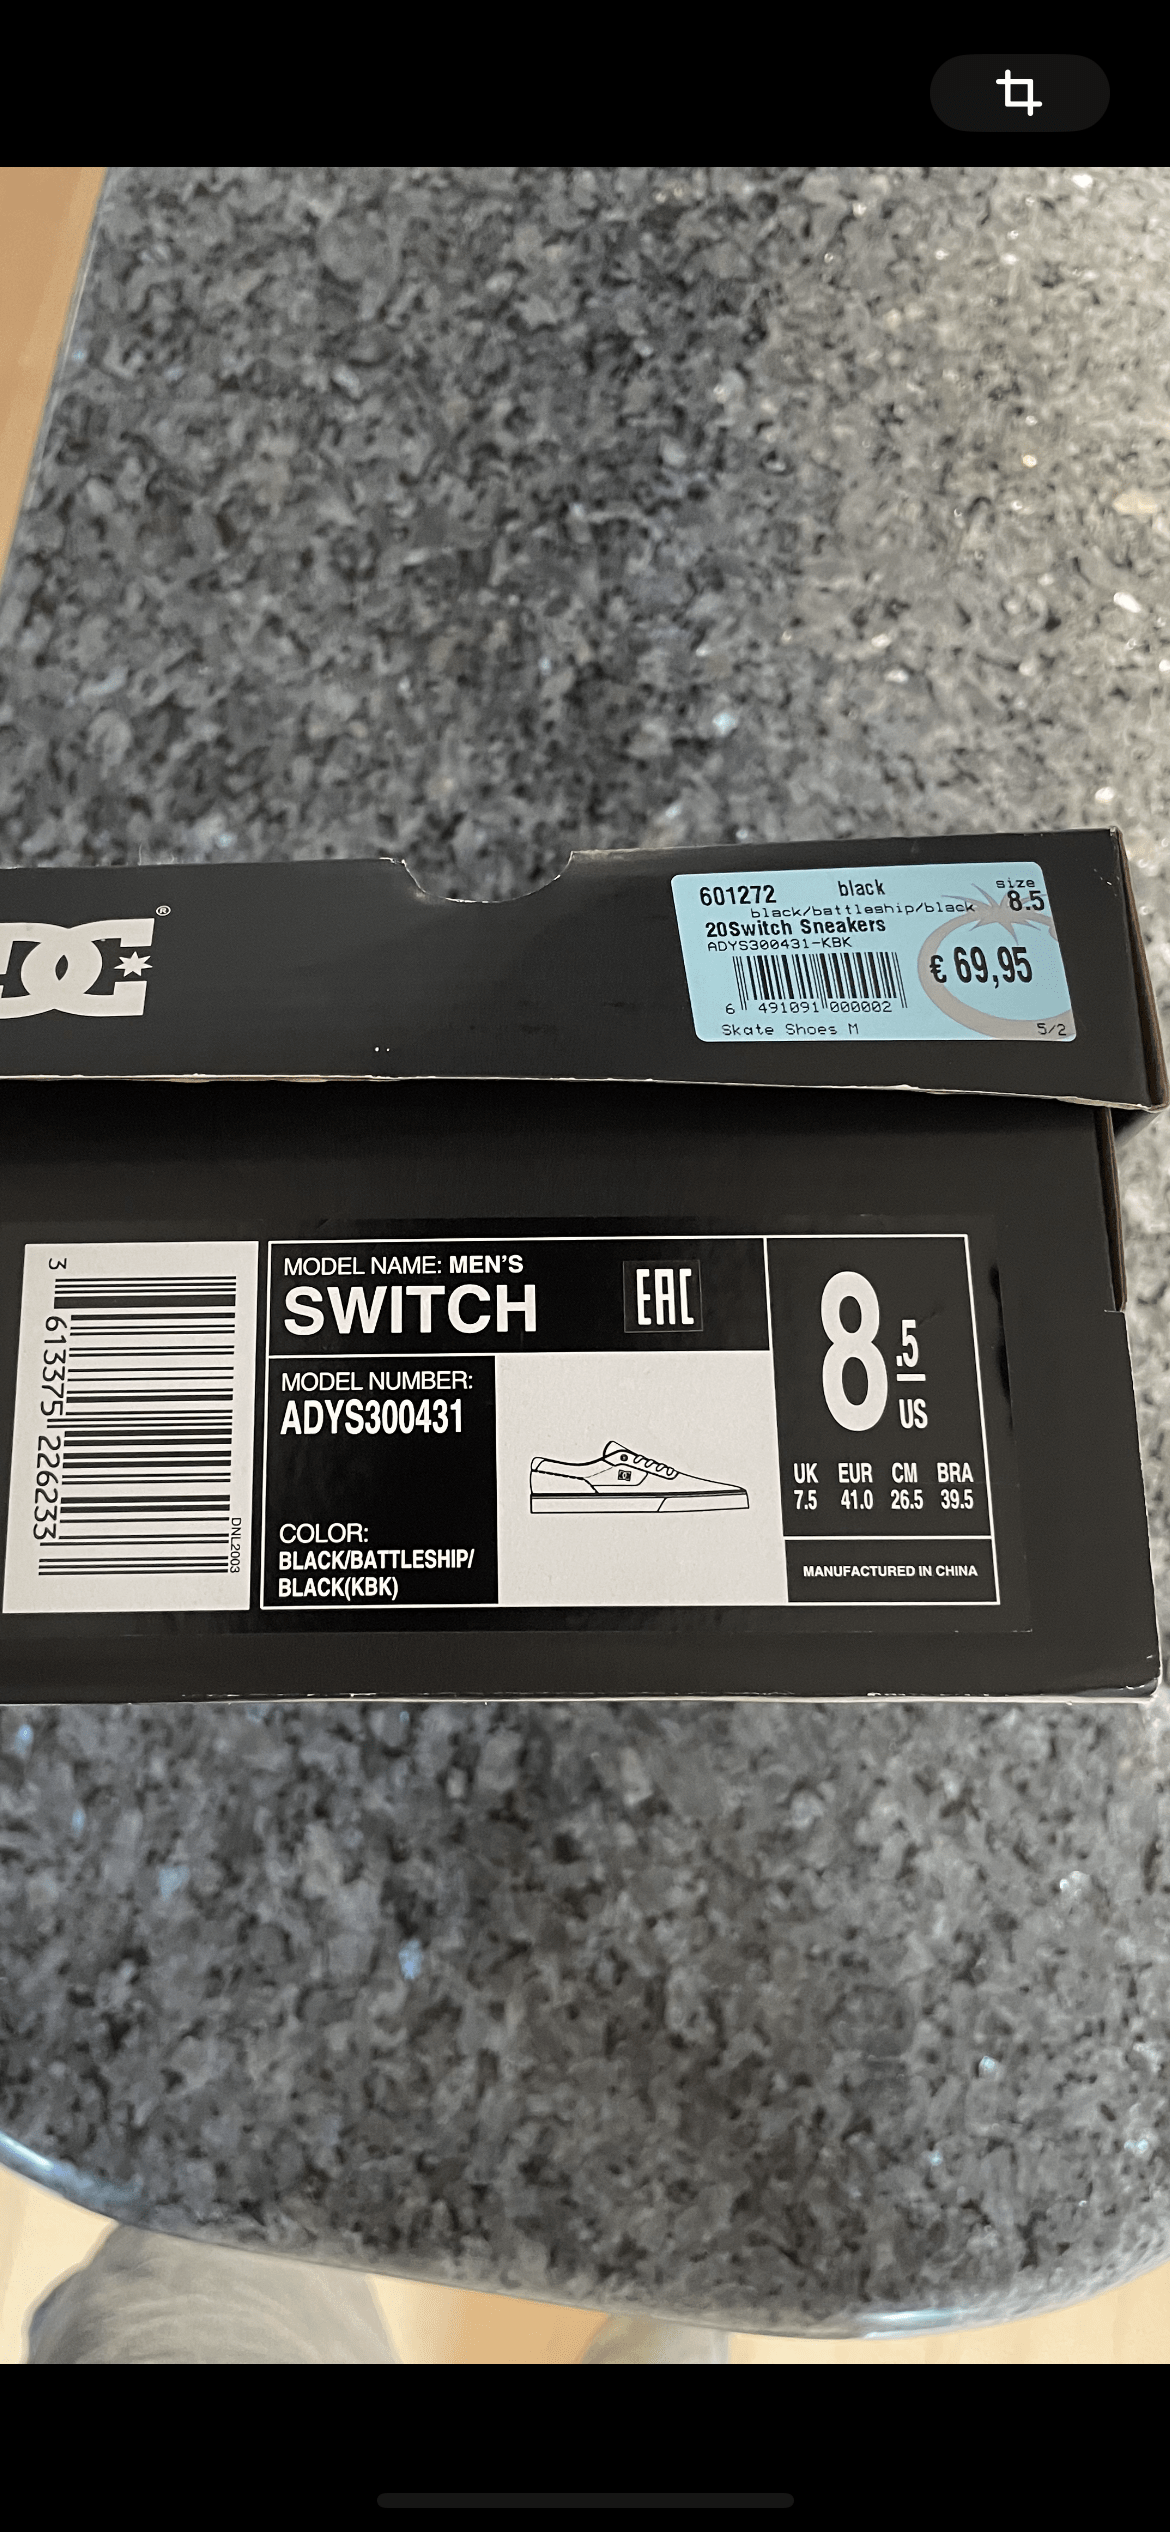 DC®
601272 black size
black/battleship/black 8.5
20Switch Sneakers
ADYS300431-KBK
€ 69,95
6 491091 000002
Skate Shoes M 5/2
3 613375 226233
DNL2003
MODEL NAME: MEN'S
SWITCH
EAC
MODEL NUMBER:
ADYS300431
COLOR:
BLACK/BATTLESHIP/
BLACK(KBK)
8.5
US
UK EUR CM BRA
7.5 41.0 26.5 39.5
MANUFACTURED IN CHINA